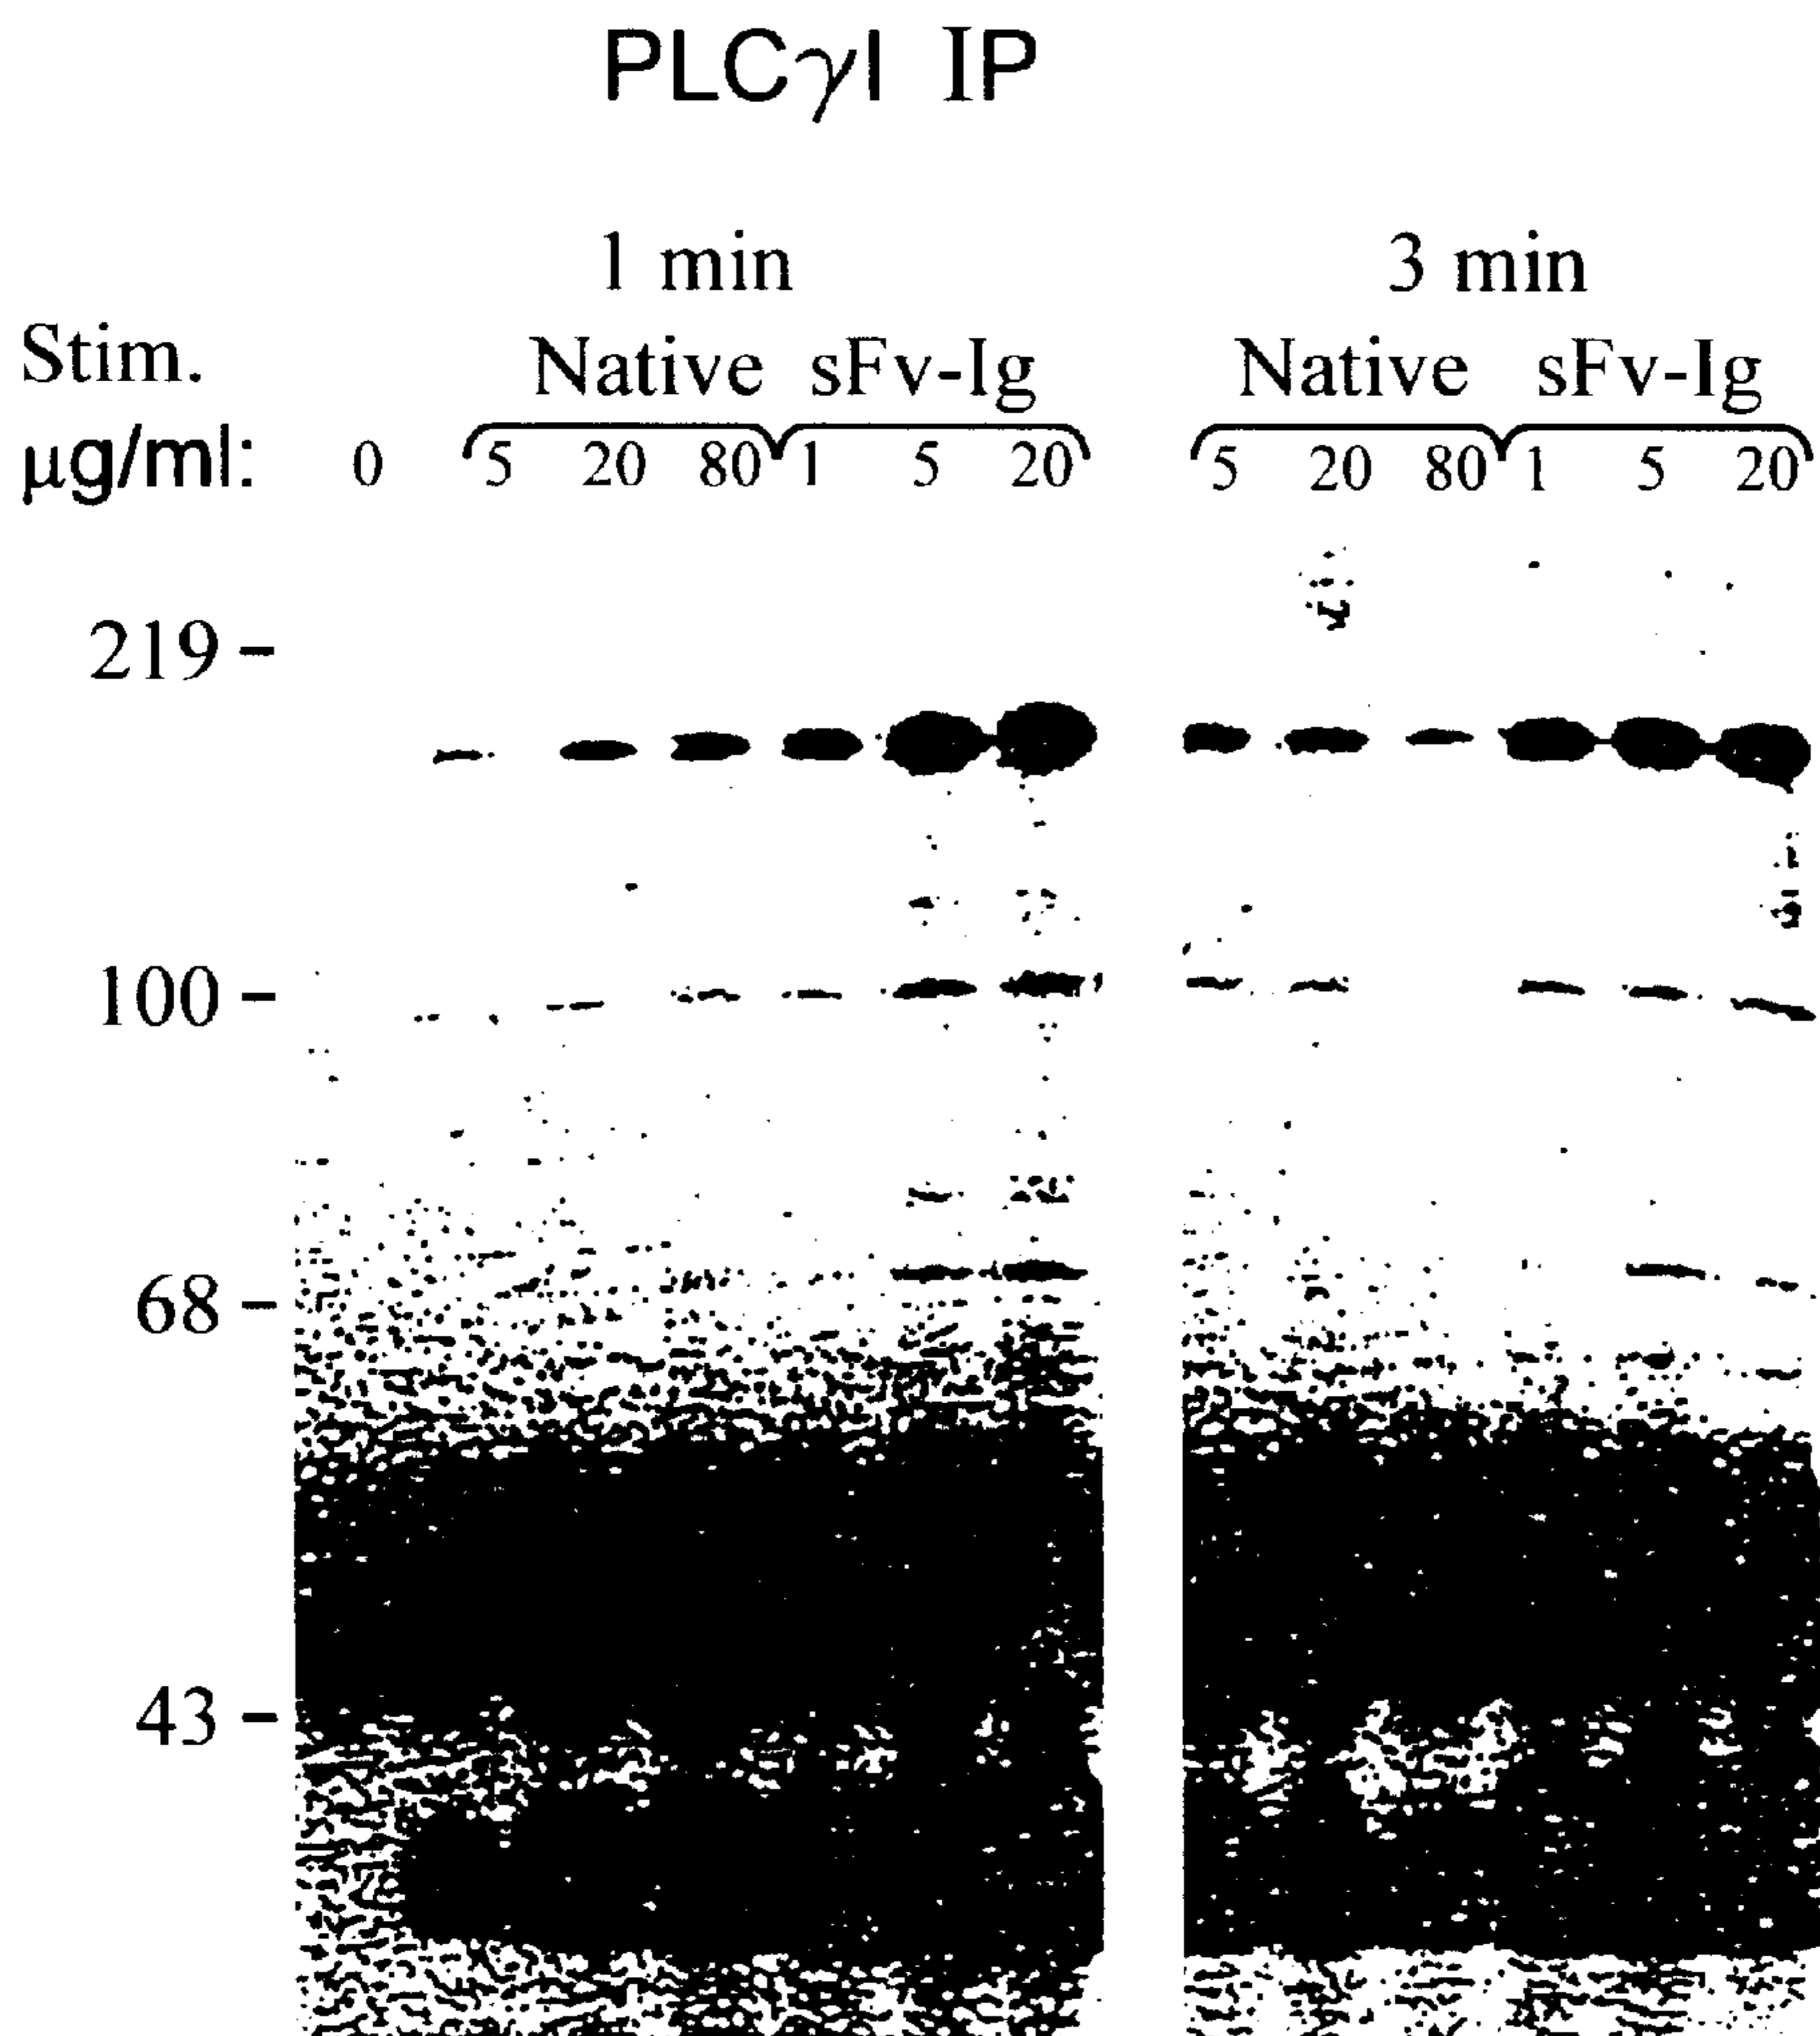 PLCγI IP
1 min 3 min
Stim. Native sFv-Ig Native sFv-Ig
µg/ml: 0 5 20 80 1 5 20 5 20 80 1 5 20
219
100
68
43